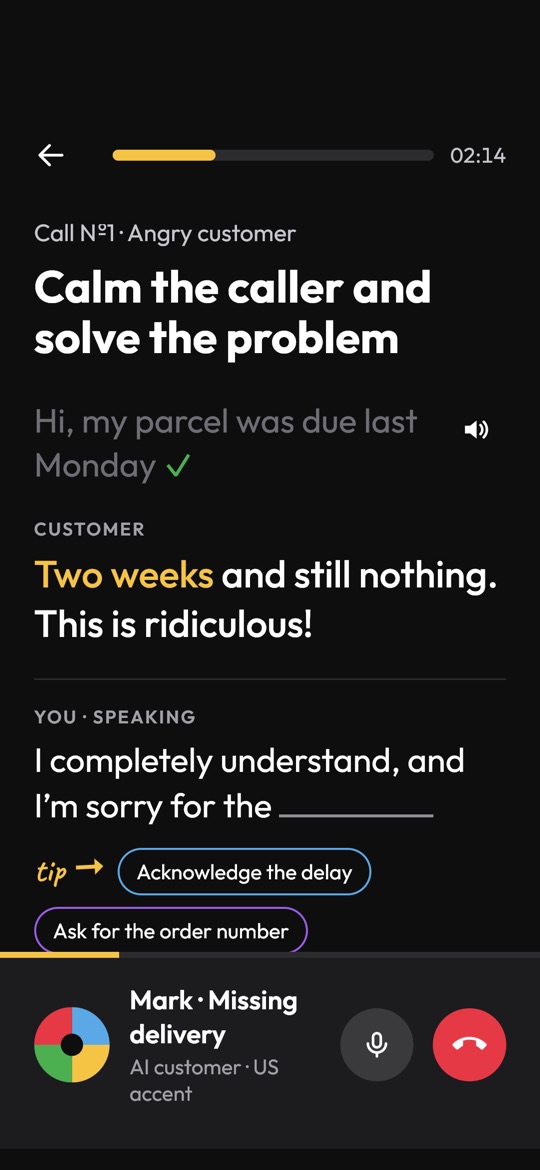 02:14
Call Nº1 · Angry customer
Calm the caller and
solve the problem
Hi, my parcel was due last
Monday ✓
CUSTOMER
Two weeks and still nothing.
This is ridiculous!
YOU · SPEAKING
I completely understand, and
I'm sorry for the ________
tip → Acknowledge the delay
Ask for the order number
Mark · Missing
delivery
AI customer · US
accent